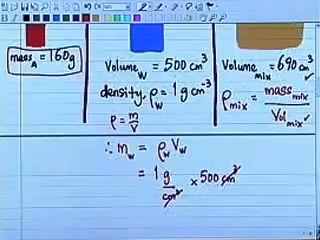 mass_A = 160g
Volume_w = 500 cm³
density, ρ_w = 1 g cm⁻³
ρ = m/V
Volume_mix = 690 cm³ ✓
ρ_mix = mass_mix / Vol_mix ✓
∴ m_w = ρ_w V_w
= 1 g/cm³ × 500 cm³